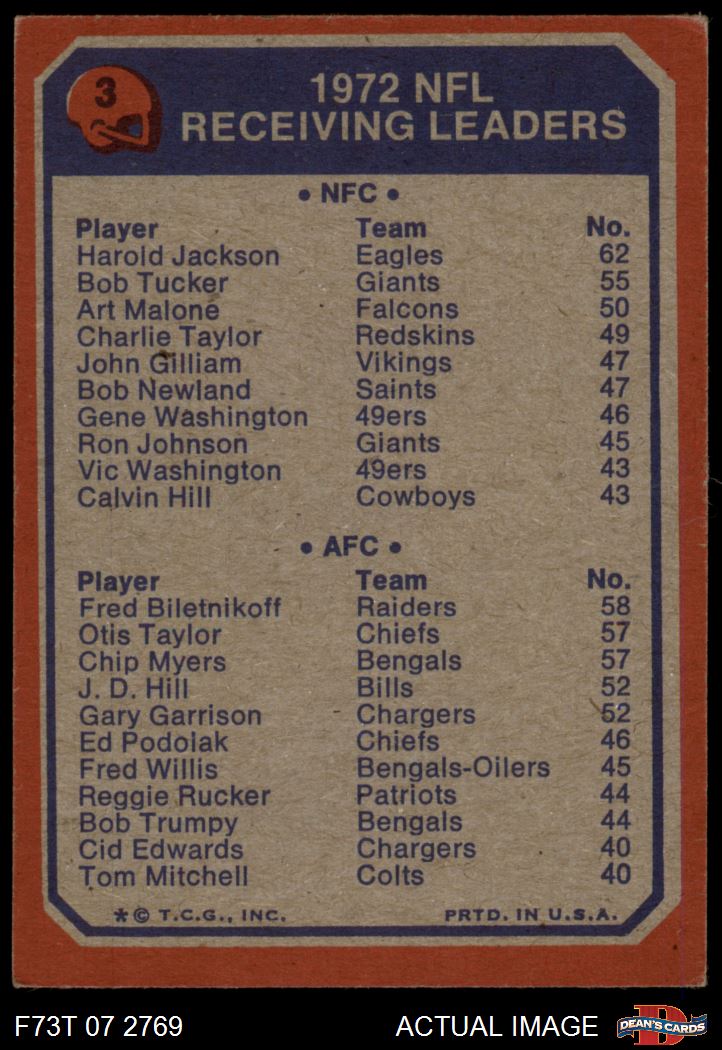 3
1972 NFL
RECEIVING LEADERS
• NFC •
Player Team No.
Harold Jackson Eagles 62
Bob Tucker Giants 55
Art Malone Falcons 50
Charlie Taylor Redskins 49
John Gilliam Vikings 47
Bob Newland Saints 47
Gene Washington 49ers 46
Ron Johnson Giants 45
Vic Washington 49ers 43
Calvin Hill Cowboys 43
• AFC •
Player Team No.
Fred Biletnikoff Raiders 58
Otis Taylor Chiefs 57
Chip Myers Bengals 57
J. D. Hill Bills 52
Gary Garrison Chargers 52
Ed Podolak Chiefs 46
Fred Willis Bengals-Oilers 45
Reggie Rucker Patriots 44
Bob Trumpy Bengals 44
Cid Edwards Chargers 40
Tom Mitchell Colts 40
*© T.C.G., INC. PRTD. IN U.S.A.
F73T 07 2769 ACTUAL IMAGE D DEAN'S CARDS